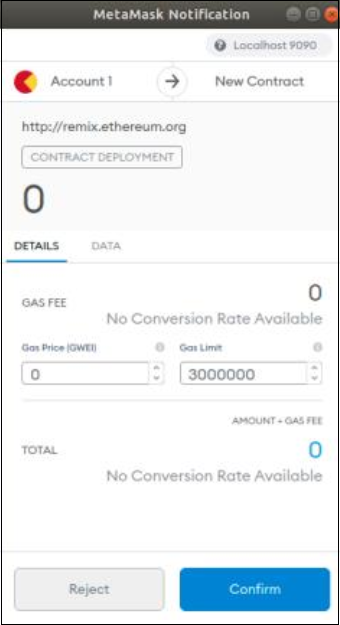 MetaMask Notification
Localhost 9090
Account 1
New Contract
http://remix.ethereum.org
CONTRACT DEPLOYMENT
0
DETAILS DATA
GAS FEE
0
No Conversion Rate Available
Gas Price (GWEI) Gas Limit
0 3000000
AMOUNT + GAS FEE
TOTAL
0
No Conversion Rate Available
Reject Confirm